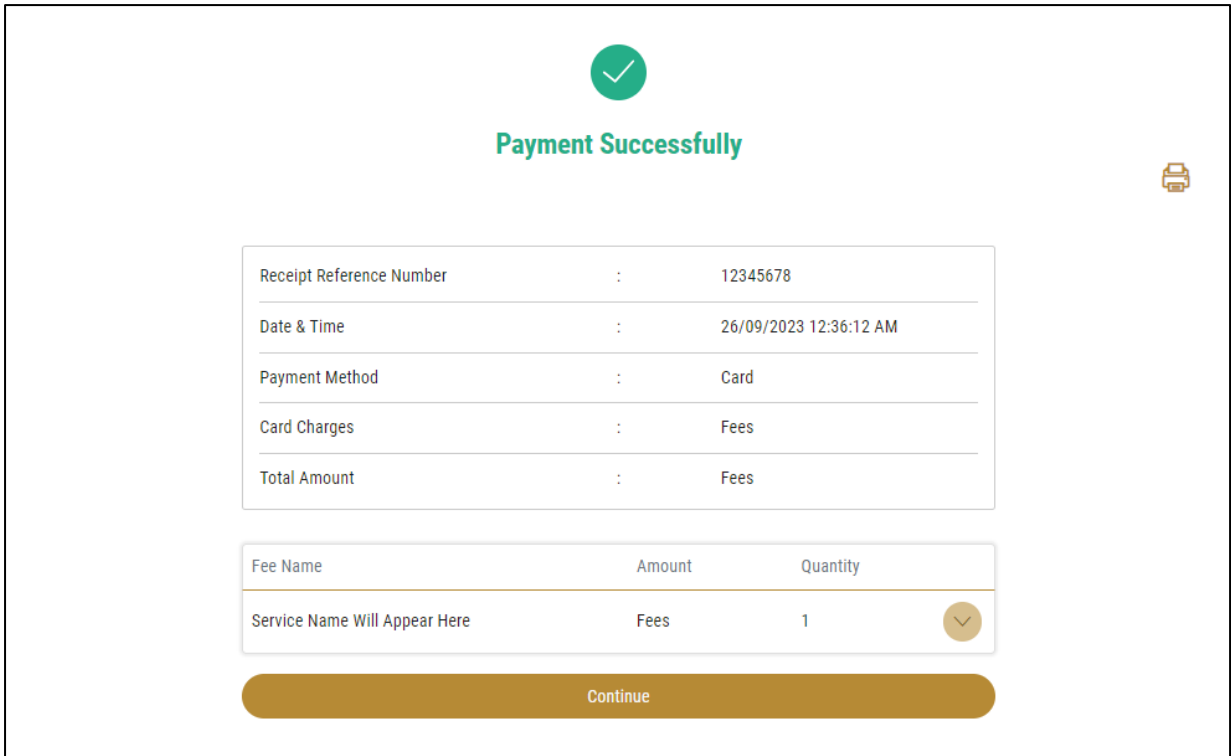 Payment Successfully
Receipt Reference Number : 12345678
Date & Time : 26/09/2023 12:36:12 AM
Payment Method : Card
Card Charges : Fees
Total Amount : Fees
Fee Name Amount Quantity
Service Name Will Appear Here Fees 1
Continue